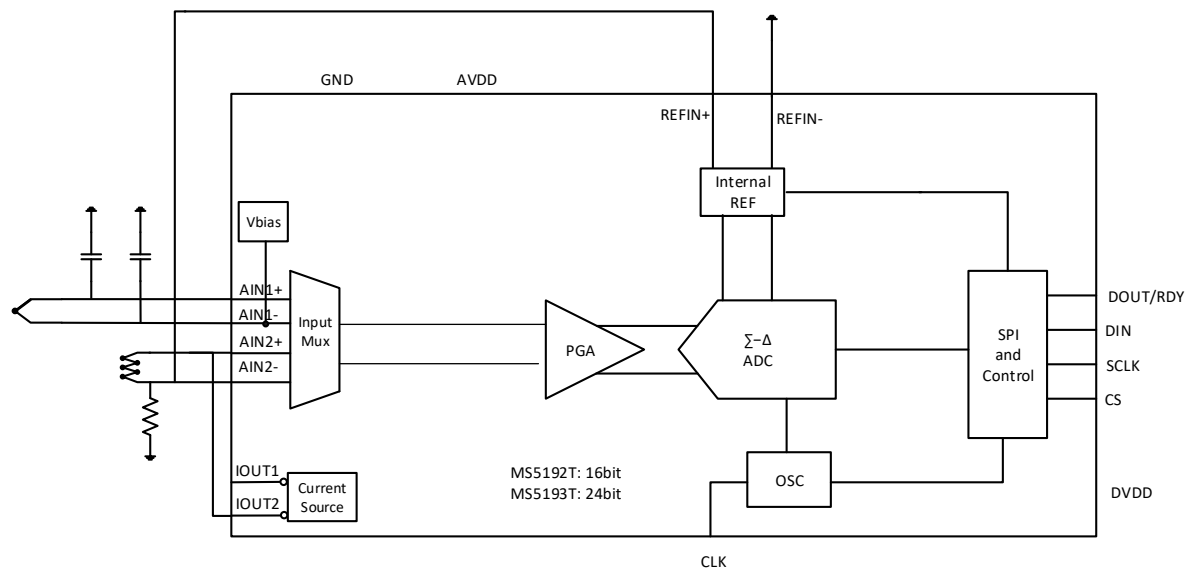 GND
AVDD
REFIN+
REFIN-
Internal
REF
Vbias
AIN1+
AIN1-
AIN2+
AIN2-
Input
Mux
PGA
∑−Δ
ADC
SPI
and
Control
DOUT/RDY
DIN
SCLK
CS
IOUT1
IOUT2
Current
Source
MS5192T: 16bit
MS5193T: 24bit
OSC
DVDD
CLK